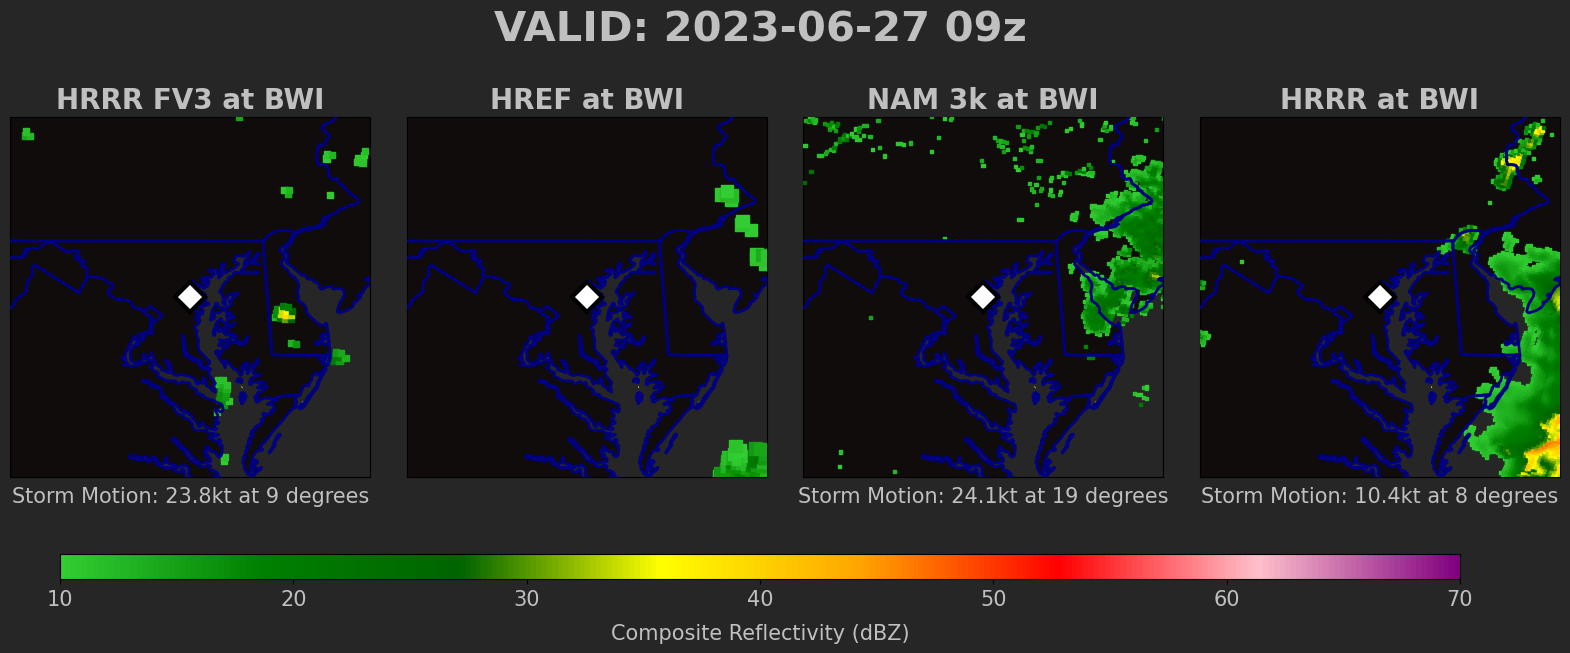 VALID: 2023-06-27 09z
HRRR FV3 at BWI
HREF at BWI
NAM 3k at BWI
HRRR at BWI
Storm Motion: 23.8kt at 9 degrees
Storm Motion: 24.1kt at 19 degrees
Storm Motion: 10.4kt at 8 degrees
10 20 30 40 50 60 70
Composite Reflectivity (dBZ)